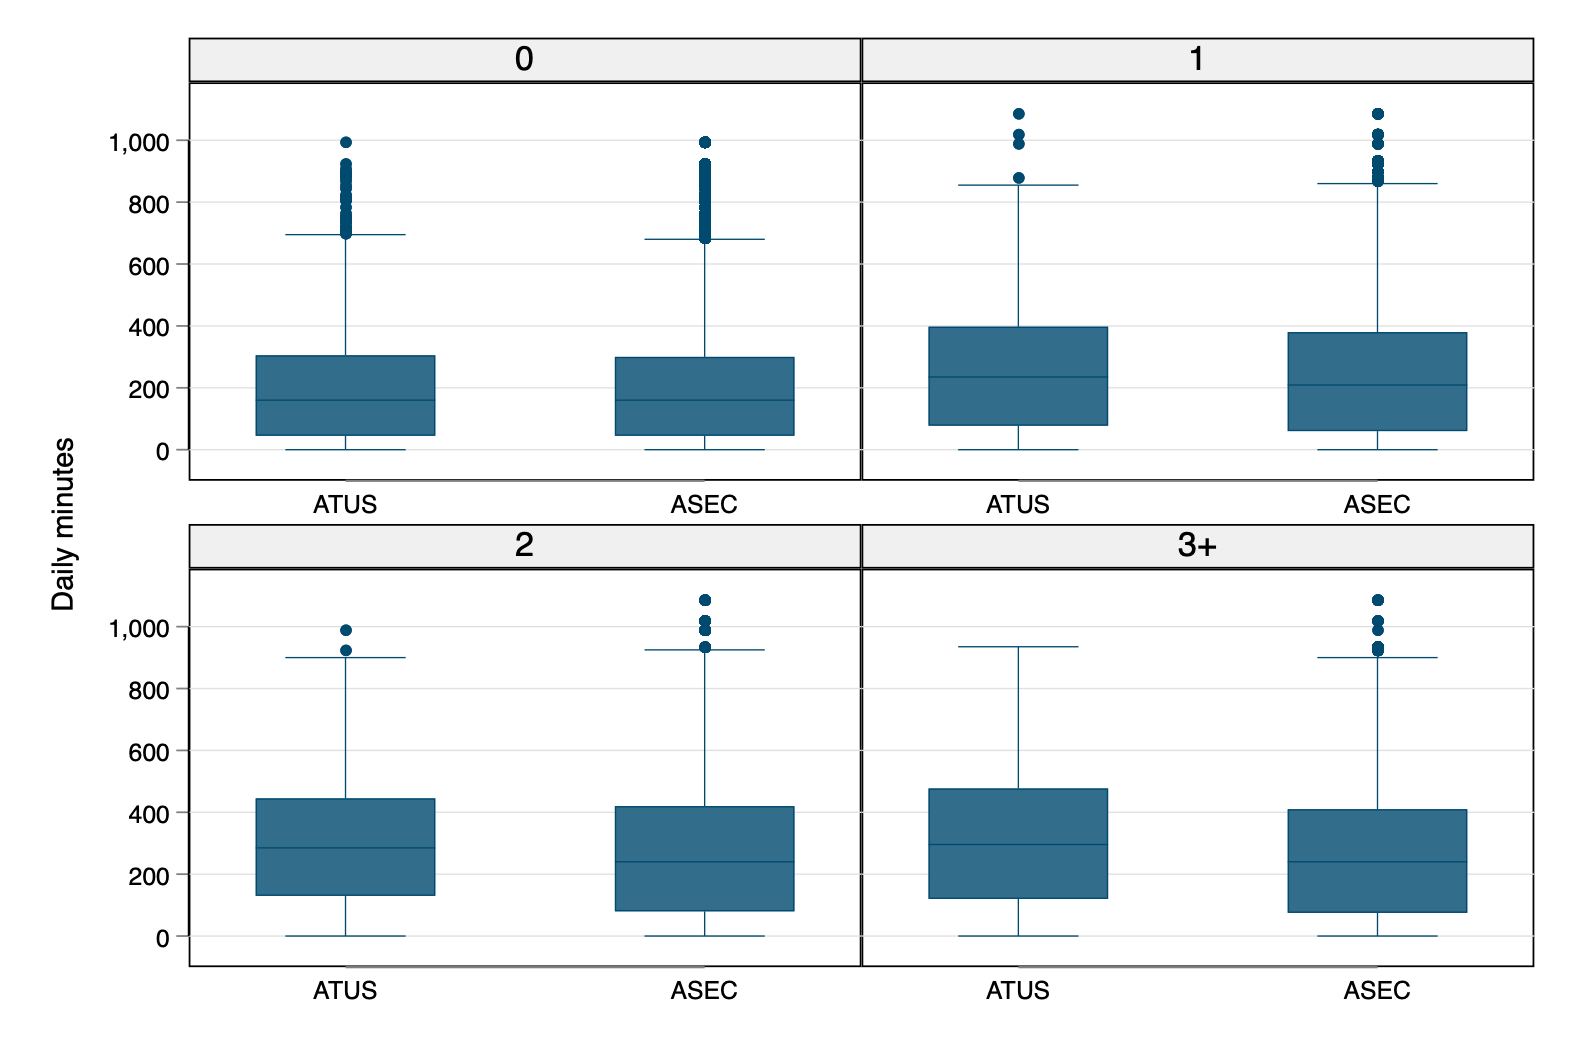 0
1
1,000
800
600
400
200
0
ATUS
ASEC
ATUS
ASEC
Daily minutes
2
3+
1,000
800
600
400
200
0
ATUS
ASEC
ATUS
ASEC